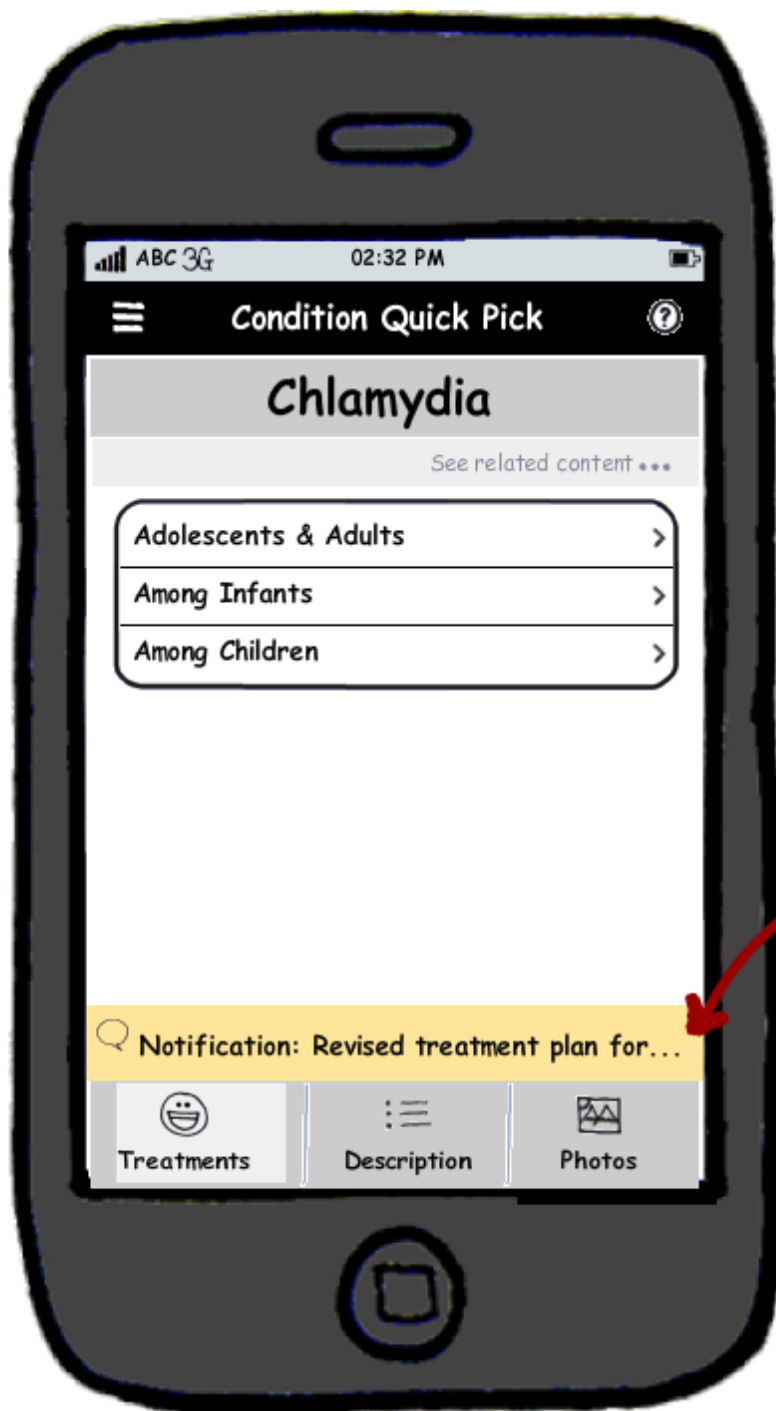 ABC 3G 02:32 PM
Condition Quick Pick ?
Chlamydia
See related content •••
Adolescents & Adults >
Among Infants >
Among Children >
Notification: Revised treatment plan for...
Treatments Description Photos